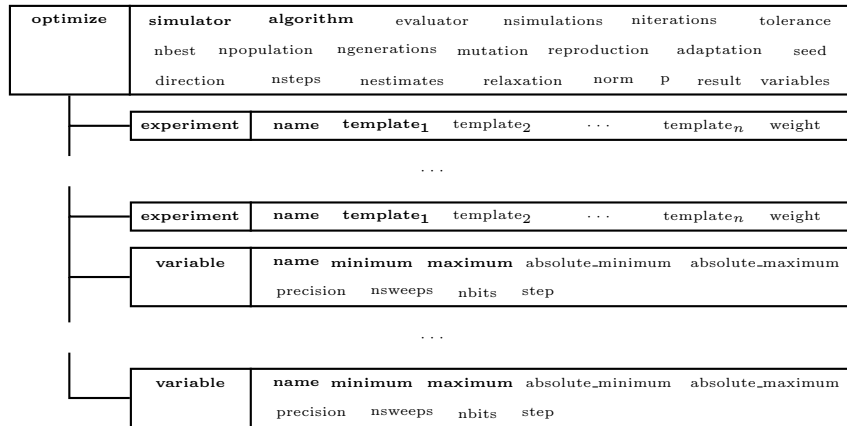 optimize simulator algorithm evaluator nsimulations niterations tolerance
nbest npopulation ngenerations mutation reproduction adaptation seed
direction nsteps nestimates relaxation norm p result variables
experiment name template₁ template₂ ... templateₙ weight
...
experiment name template₁ template₂ ... templateₙ weight
variable name minimum maximum absolute_minimum absolute_maximum
precision nsweeps nbits step
...
variable name minimum maximum absolute_minimum absolute_maximum
precision nsweeps nbits step